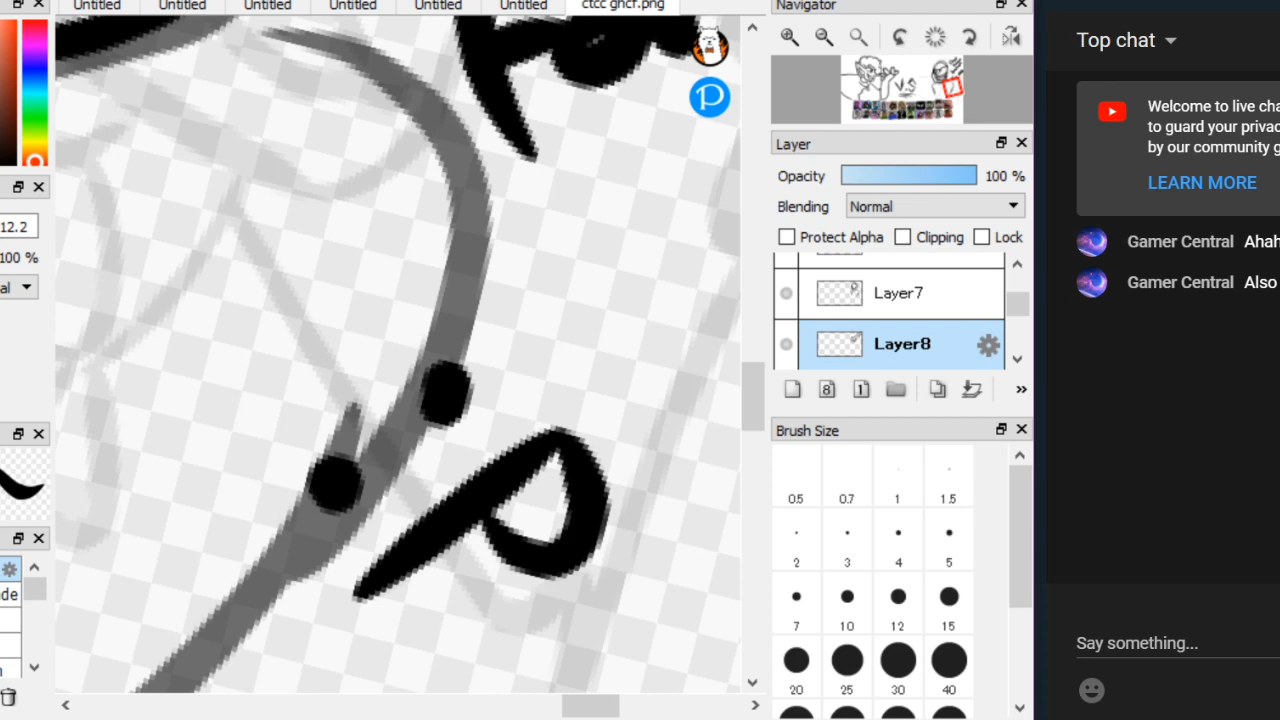 Untitled Untitled Untitled Untitled Untitled Untitled ctcc ghcf.png
Navigator
Top chat
12.2
100 %
al
P
V.S
Layer
Opacity 100 %
Blending Normal
Protect Alpha Clipping Lock
Layer7
Layer8
8 1
Brush Size
0.5 0.7 1 1.5
2 3 4 5
7 10 12 15
20 25 30 40
de
n
Welcome to live cha
to guard your privac
by our community g
LEARN MORE
Gamer Central Ahah
Gamer Central Also
Say something...